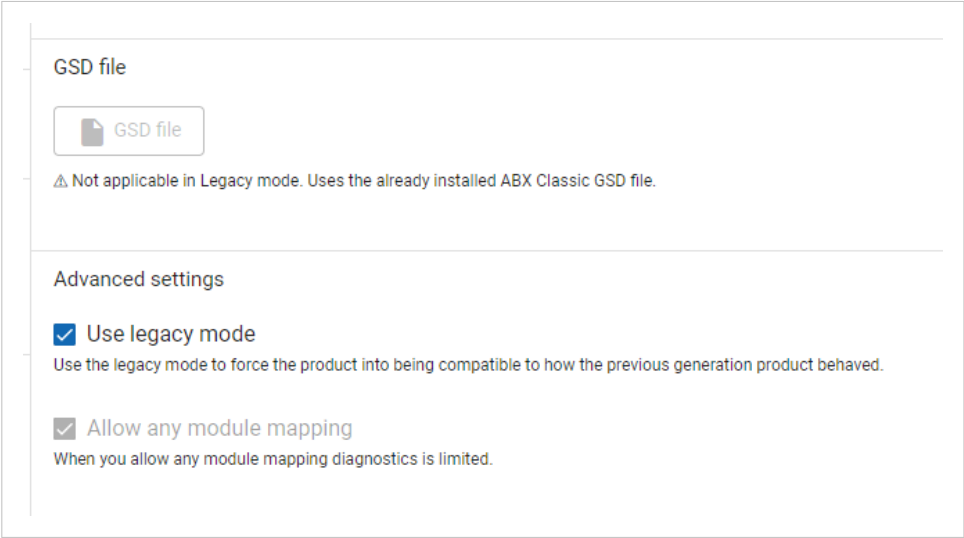 GSD file
GSD file
⚠ Not applicable in Legacy mode. Uses the already installed ABX Classic GSD file.
Advanced settings
Use legacy mode
Use the legacy mode to force the product into being compatible to how the previous generation product behaved.
Allow any module mapping
When you allow any module mapping diagnostics is limited.